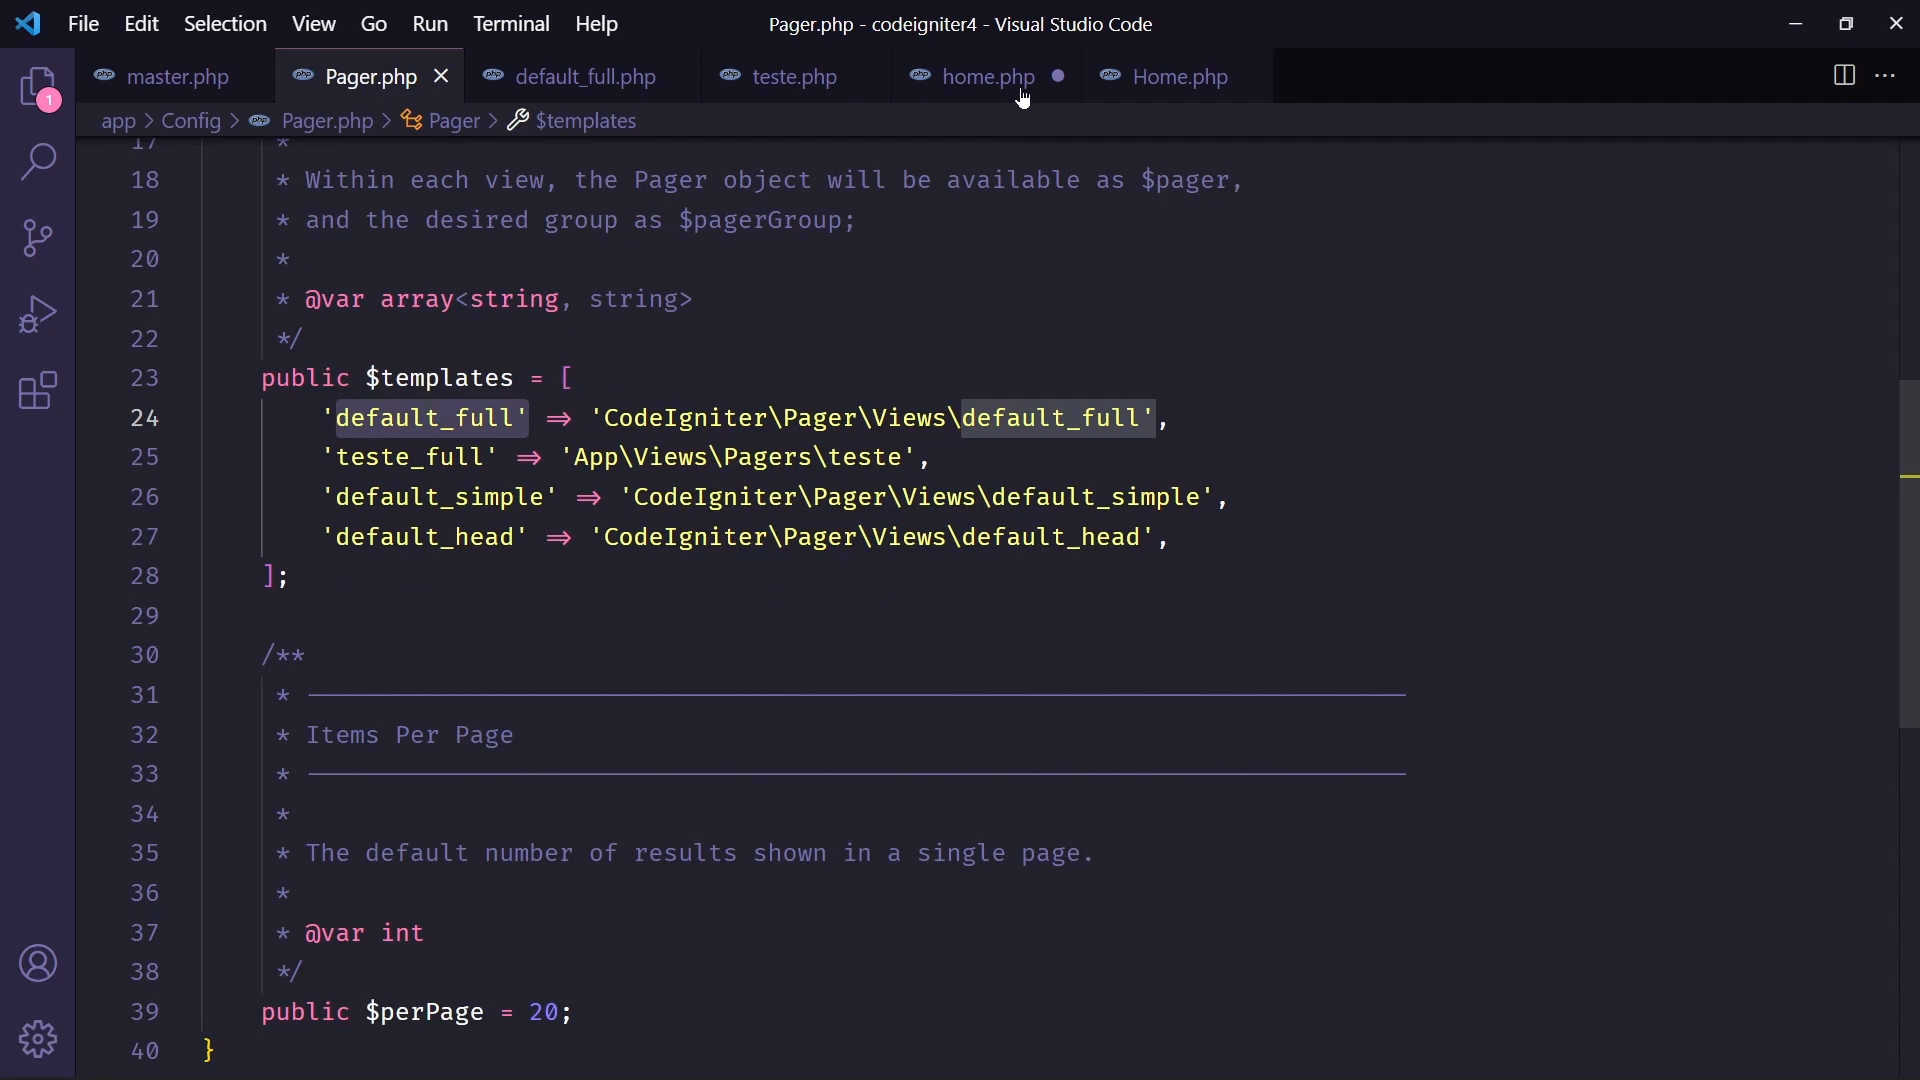 File Edit Selection View Go Run Terminal Help Pager.php - codeigniter4 - Visual Studio Code
master.php Pager.php default_full.php teste.php home.php Home.php
app > Config > Pager.php > Pager > $templates
1
17 *
18 * Within each view, the Pager object will be available as $pager,
19 * and the desired group as $pagerGroup;
20 *
21 * @var array<string, string>
22 */
23 public $templates = [
24 'default_full' => 'CodeIgniter\Pager\Views\default_full',
25 'teste_full' => 'App\Views\Pagers\teste',
26 'default_simple' => 'CodeIgniter\Pager\Views\default_simple',
27 'default_head' => 'CodeIgniter\Pager\Views\default_head',
28 ];
29
30 /**
31 * --------------------------------------------------------------------------
32 * Items Per Page
33 * --------------------------------------------------------------------------
34 *
35 * The default number of results shown in a single page.
36 *
37 * @var int
38 */
39 public $perPage = 20;
40 }